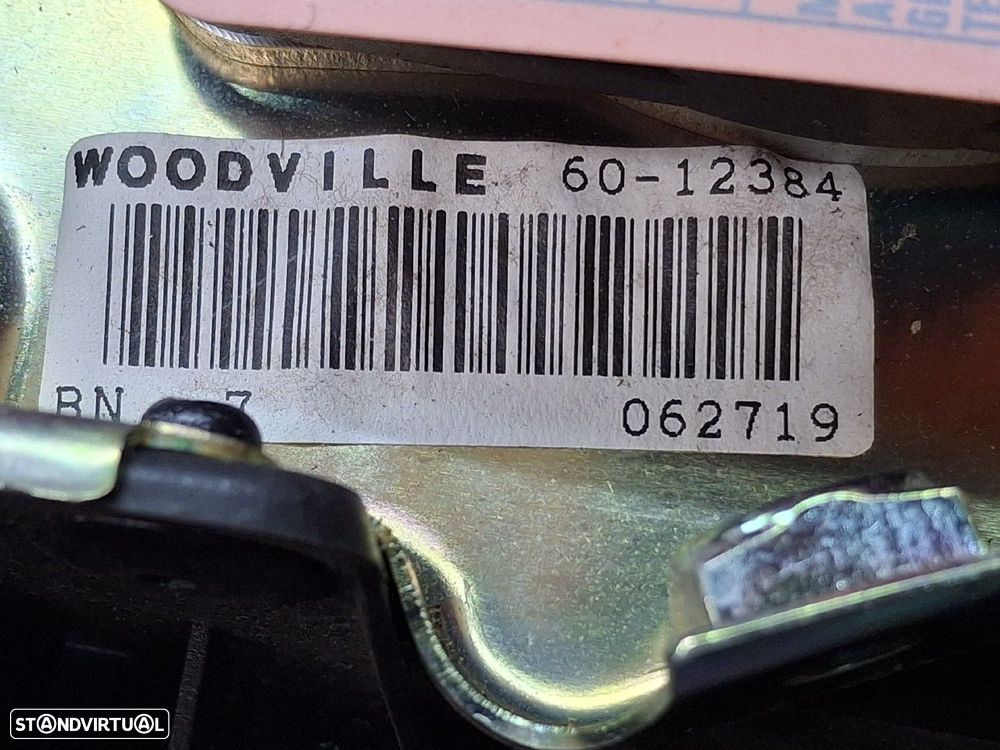 WOODVILLE 60-12384
BN 7
062719
STANDVIRTUAL